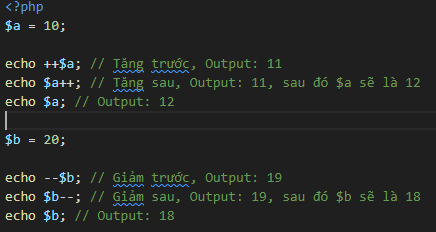 <?php
$a = 10;
echo ++$a; // Tăng trước, Output: 11
echo $a++; // Tăng sau, Output: 11, sau đó $a sẽ là 12
echo $a; // Output: 12
$b = 20;
echo --$b; // Giảm trước, Output: 19
echo $b--; // Giảm sau, Output: 19, sau đó $b sẽ là 18
echo $b; // Output: 18